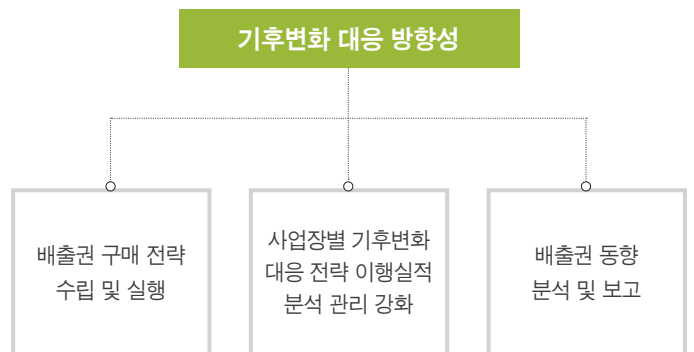 기후변화 대응 방향성
배출권 구매 전략
수립 및 실행
사업장별 기후변화
대응 전략 이행실적
분석 관리 강화
배출권 동향
분석 및 보고